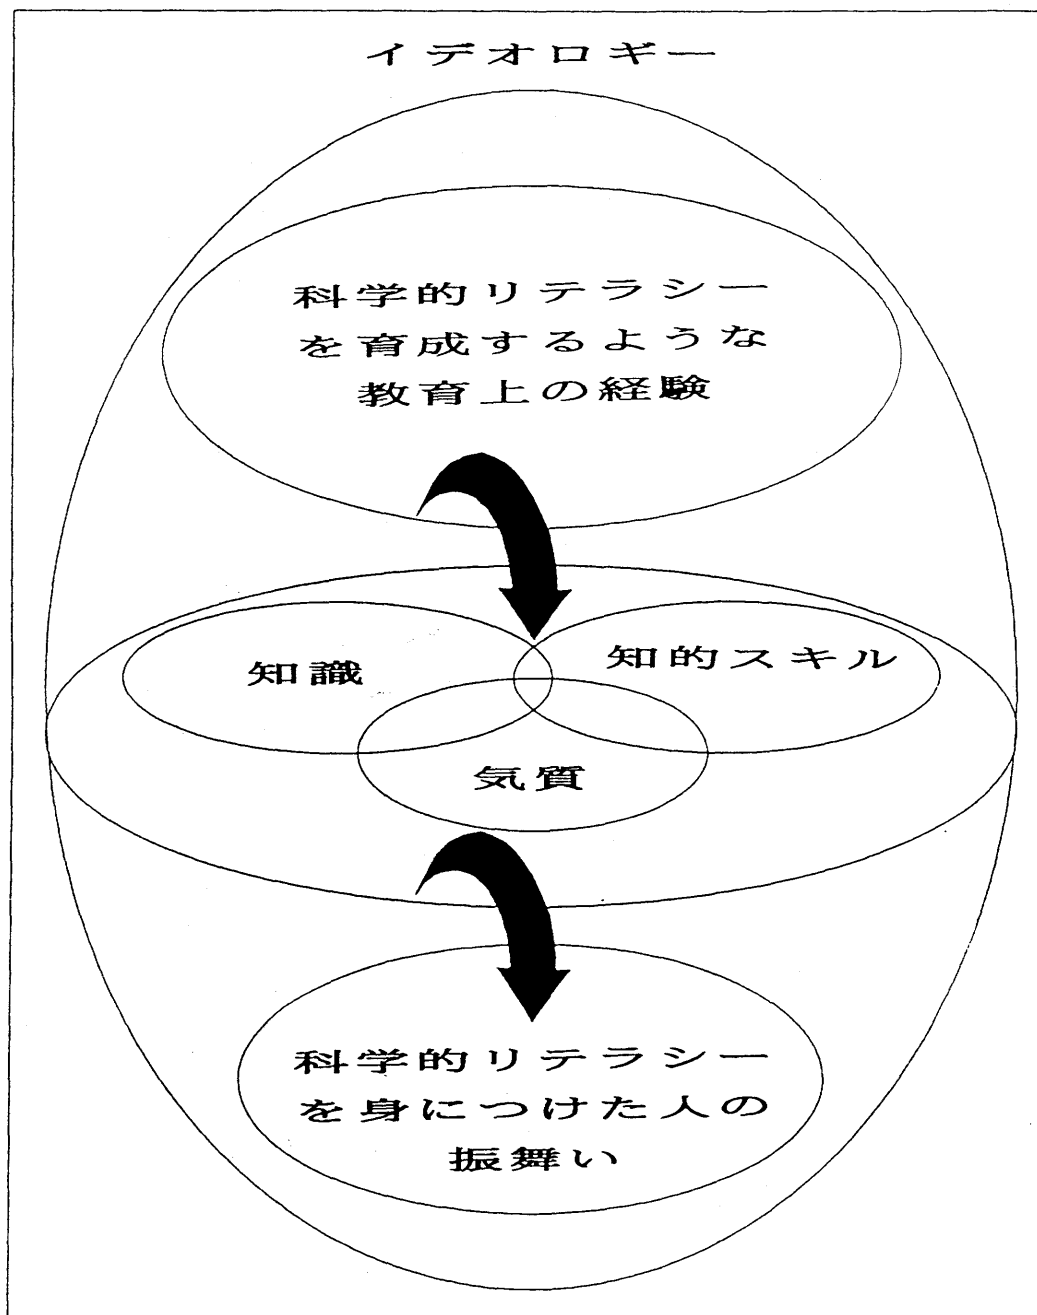 イデオロギー
科学的リテラシー
を育成するような
教育上の経験
知識
知的スキル
気質
科学的リテラシー
を身につけた人の
振舞い